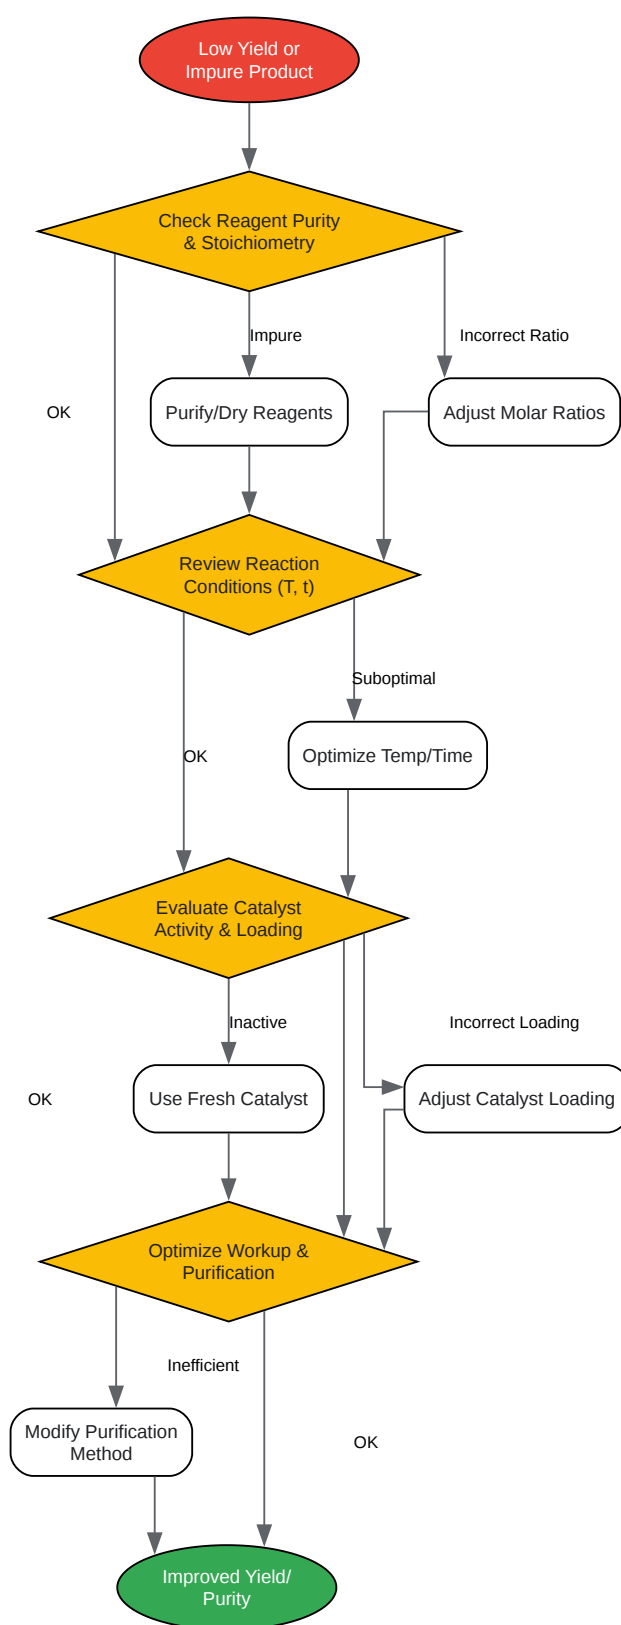 Low Yield or
Impure Product
Check Reagent Purity
& Stoichiometry
Impure
Incorrect Ratio
OK
Purify/Dry Reagents
Adjust Molar Ratios
Review Reaction
Conditions (T, t)
Suboptimal
OK
Optimize Temp/Time
Evaluate Catalyst
Activity & Loading
Inactive
Incorrect Loading
OK
Use Fresh Catalyst
Adjust Catalyst Loading
Optimize Workup &
Purification
Inefficient
Modify Purification
Method
OK
Improved Yield/
Purity